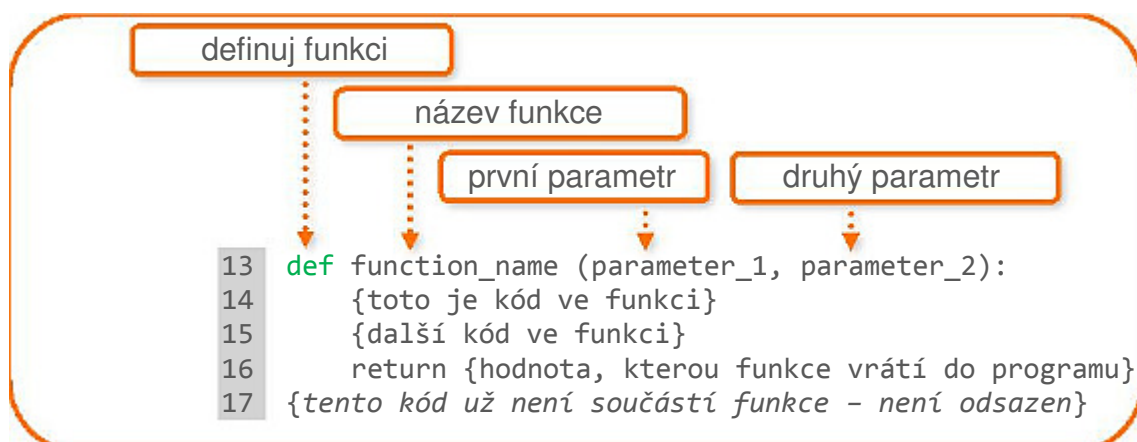 definuj funkci
název funkce
první parametr
druhý parametr
13 def function_name (parameter_1, parameter_2):
14 {toto je kód ve funkci}
15 {další kód ve funkci}
16 return {hodnota, kterou funkce vrátí do programu}
17 {tento kód už není součástí funkce – není odsazen}